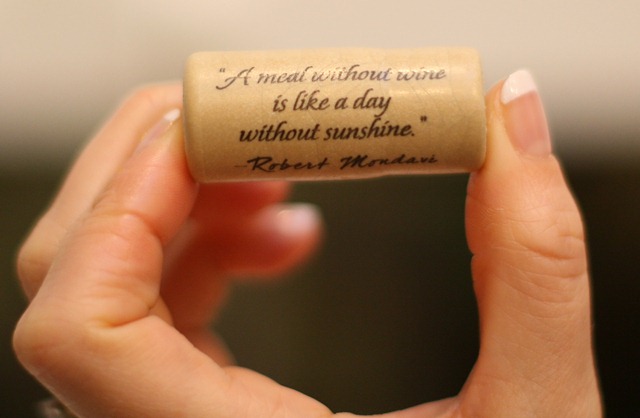 "A meal without wine
is like a day
without sunshine."
-Robert Mondavi